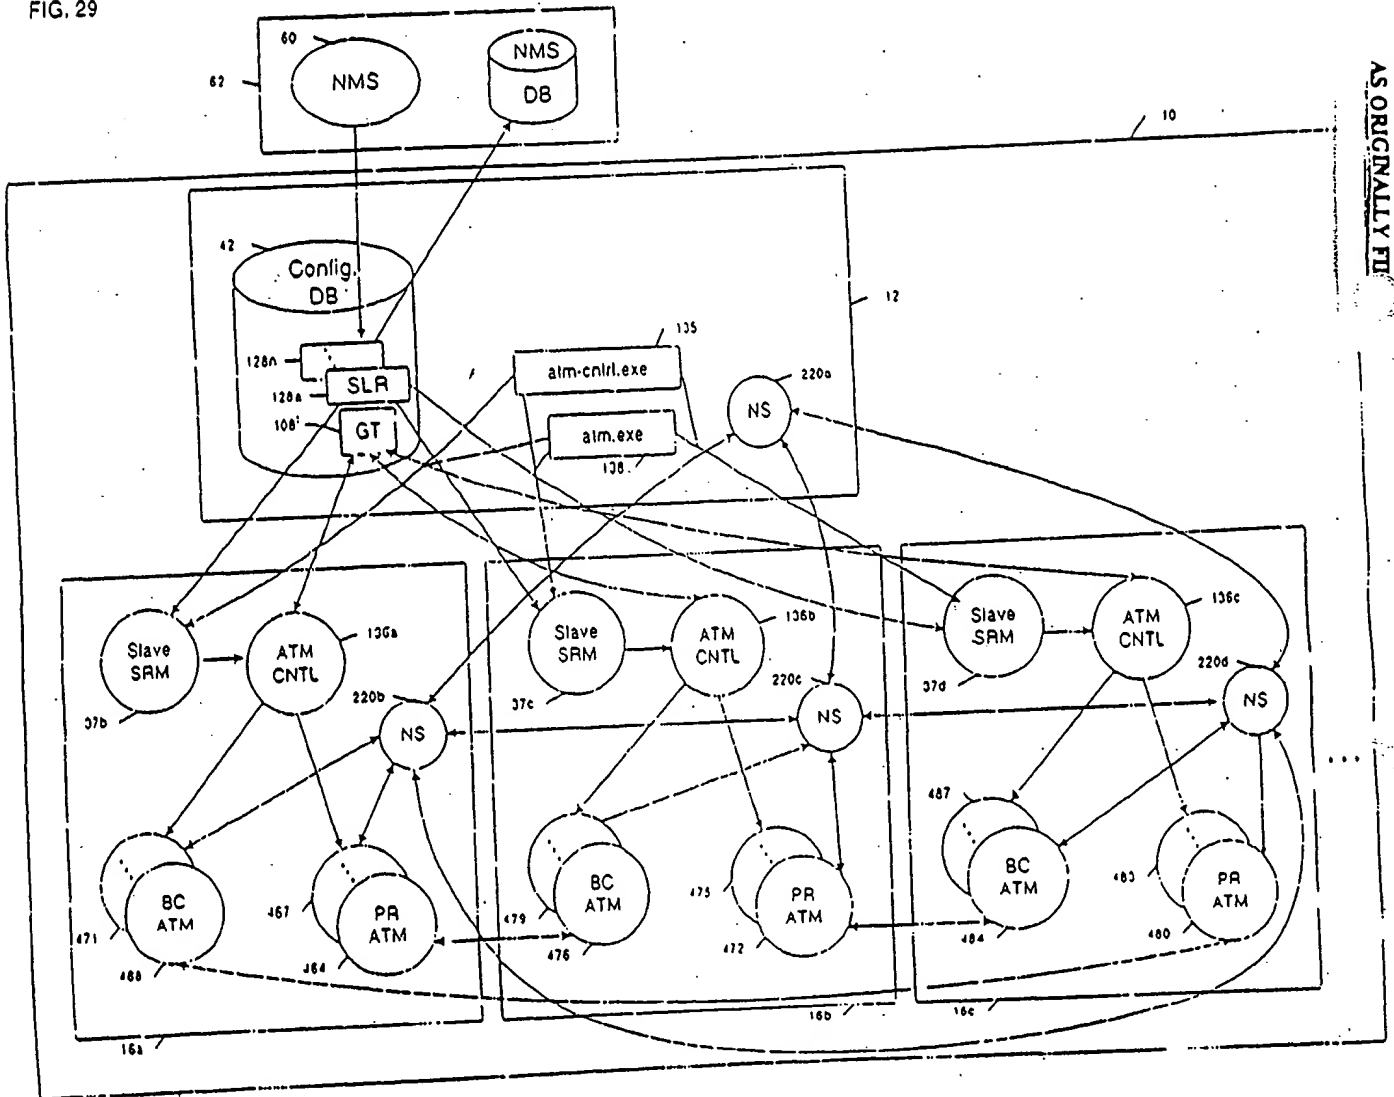 FIG. 29
AS ORIGINALLY
60
NMS
NMS
DB
62
10
42
Config.
DB
12
128n
SLR
128a
108'
GT
135
atm-cntrl.exe
atm.exe
138
220a
NS
Slave
SRM
37b
ATM
CNTL
136a
220b
NS
471
BC
ATM
468
467
PR
ATM
464
16a
Slave
SRM
37c
ATM
CNTL
136b
220c
NS
479
BC
ATM
476
475
PR
ATM
472
16b
Slave
SRM
37d
ATM
CNTL
136c
220d
NS
487
BC
ATM
484
483
PR
ATM
480
16c
...